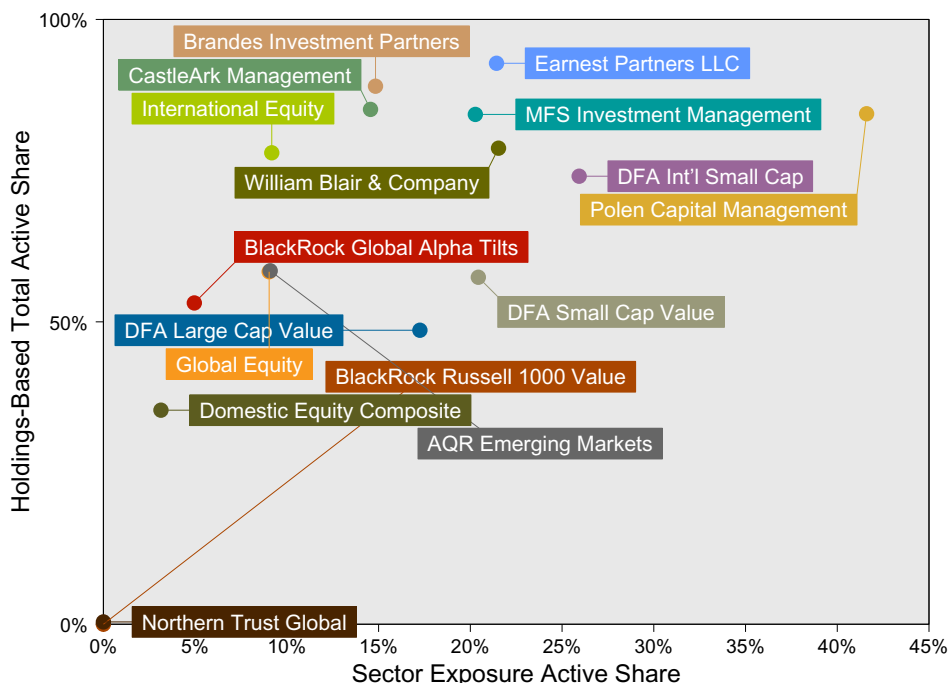 100%
Brandes Investment Partners
Earnest Partners LLC
CastleArk Management
International Equity
MFS Investment Management
William Blair & Company
DFA Int'l Small Cap
Polen Capital Management
BlackRock Global Alpha Tilts
DFA Small Cap Value
50%
DFA Large Cap Value
Global Equity
BlackRock Russell 1000 Value
Domestic Equity Composite
AQR Emerging Markets
Northern Trust Global
0%
0% 5% 10% 15% 20% 25% 30% 35% 40% 45%
Sector Exposure Active Share
Holdings-Based Total Active Share